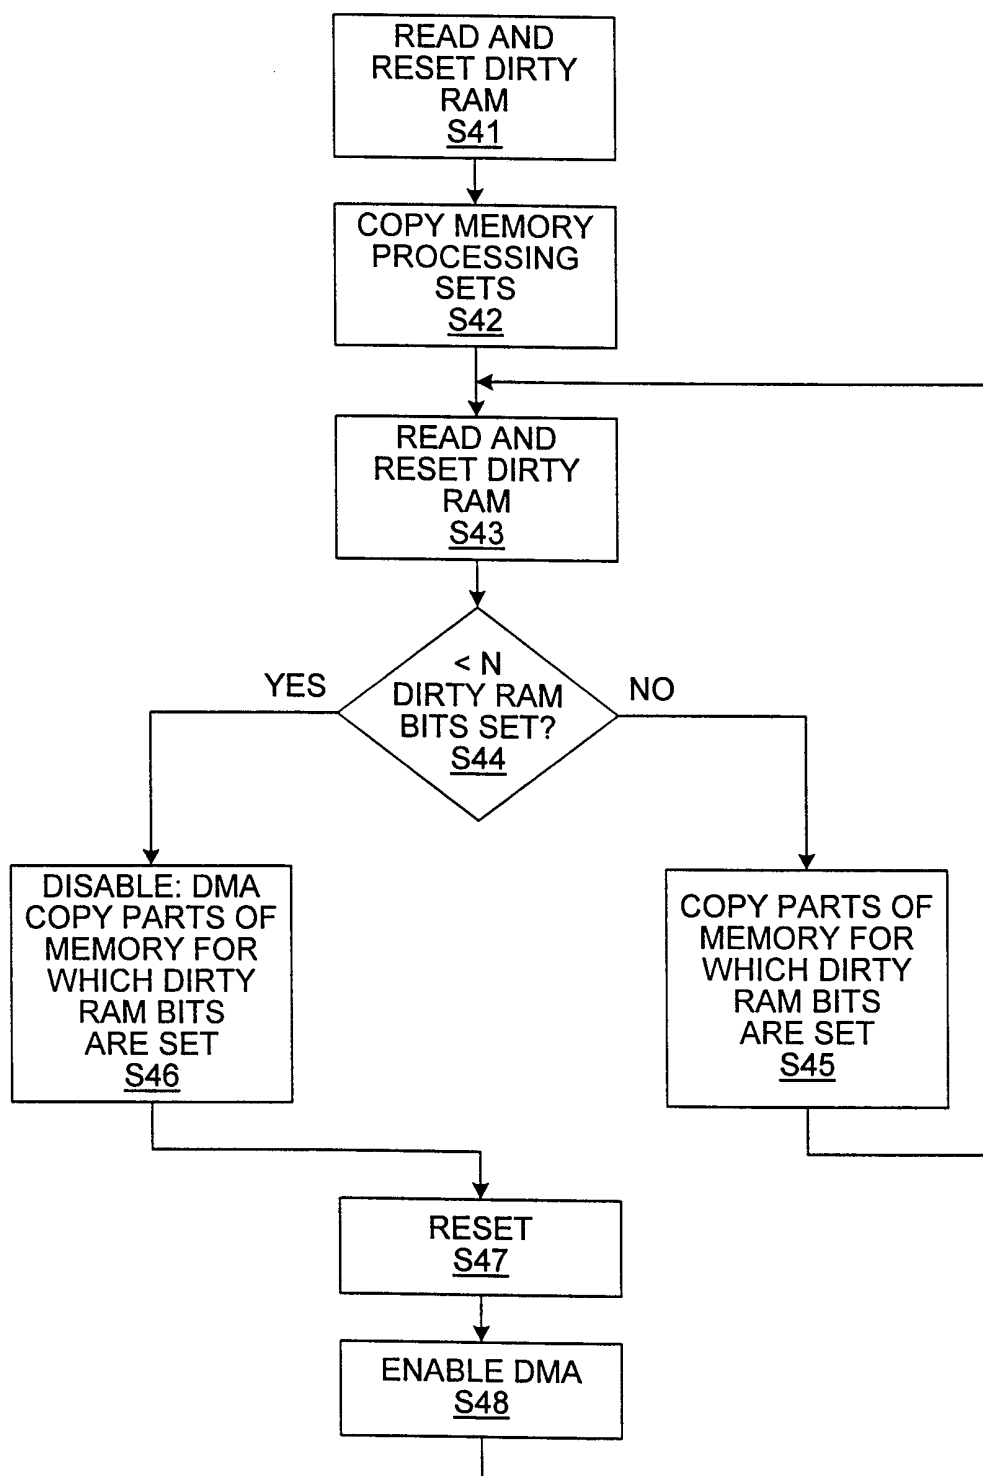 READ AND
RESET DIRTY
RAM
S41
COPY MEMORY
PROCESSING
SETS
S42
READ AND
RESET DIRTY
RAM
S43
< N
DIRTY RAM
BITS SET?
S44
YES
NO
DISABLE: DMA
COPY PARTS OF
MEMORY FOR
WHICH DIRTY
RAM BITS
ARE SET
S46
COPY PARTS OF
MEMORY FOR
WHICH DIRTY
RAM BITS
ARE SET
S45
RESET
S47
ENABLE DMA
S48